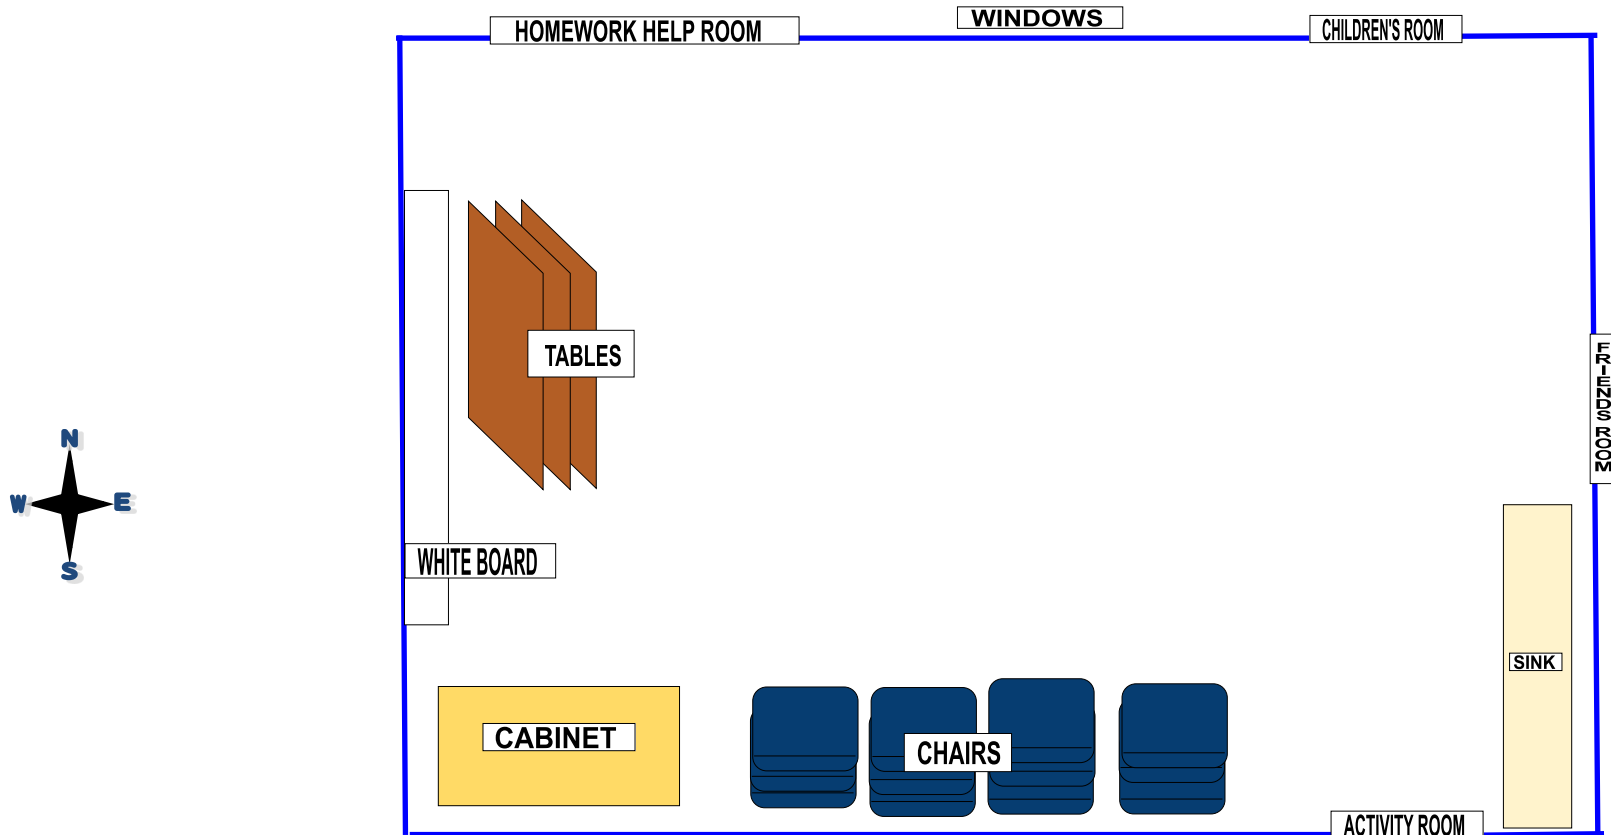 WINDOWS
HOMEWORK HELP ROOM
CHILDREN'S ROOM
TABLES
FRIENDS ROOM
N
W
E
S
WHITE BOARD
SINK
CABINET
CHAIRS
ACTIVITY ROOM